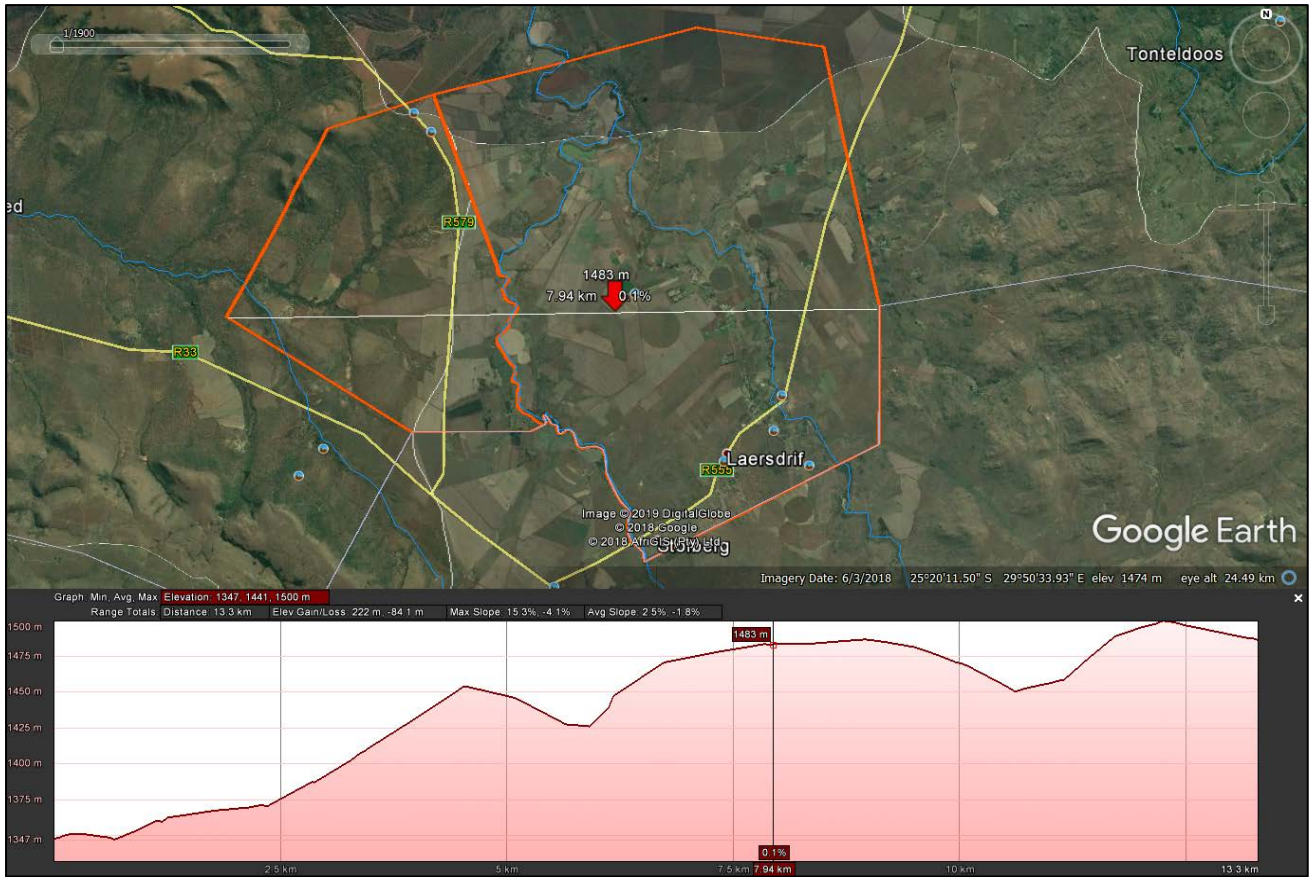 1/1900
N
Tonteldoos
ed
R579
1483 m
7.94 km 0.1%
R33
Laersdrif
R555
Image © 2019 DigitalGlobe
© 2018 Google
© 2018 AfriGIS (Pty) Ltd.
Stofberg
Google Earth
Imagery Date: 6/3/2018 25°20'11.50" S 29°50'33.93" E elev 1474 m eye alt 24.49 km
Graph: Min, Avg, Max Elevation: 1347, 1441, 1500 m
Range Totals: Distance: 13.3 km Elev Gain/Loss: 222 m, -84.1 m Max Slope: 15.3%, -4.1% Avg Slope: 2.5%, -1.8%
1500 m
1483 m
1475 m
1450 m
1425 m
1400 m
1375 m
1347 m
0.1%
2.5 km 5 km 7.5 km 7.94 km 10 km 13.3 km